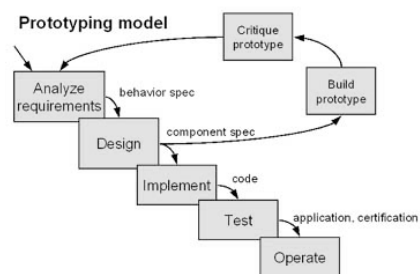 Prototyping model
Critique
prototype
Build
prototype
Analyze
requirements
behavior spec
Design
component spec
Implement
code
Test
application, certification
Operate